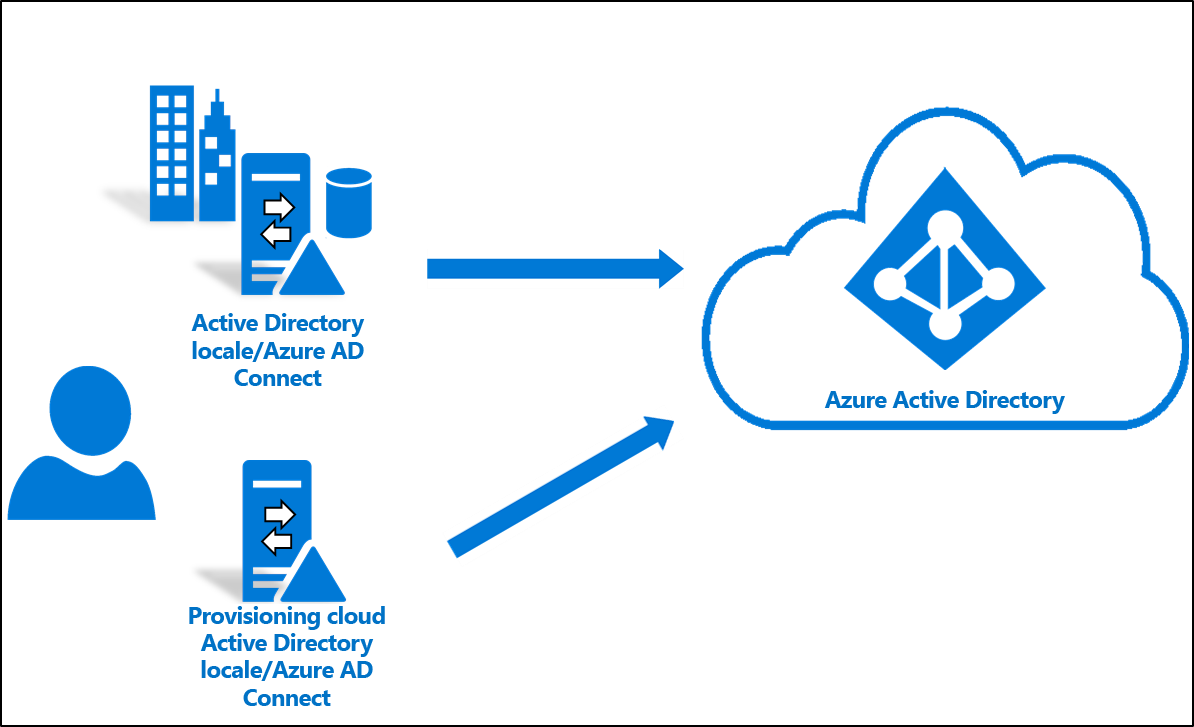 Active Directory
locale/Azure AD
Connect
Azure Active Directory
Provisioning cloud
Active Directory
locale/Azure AD
Connect